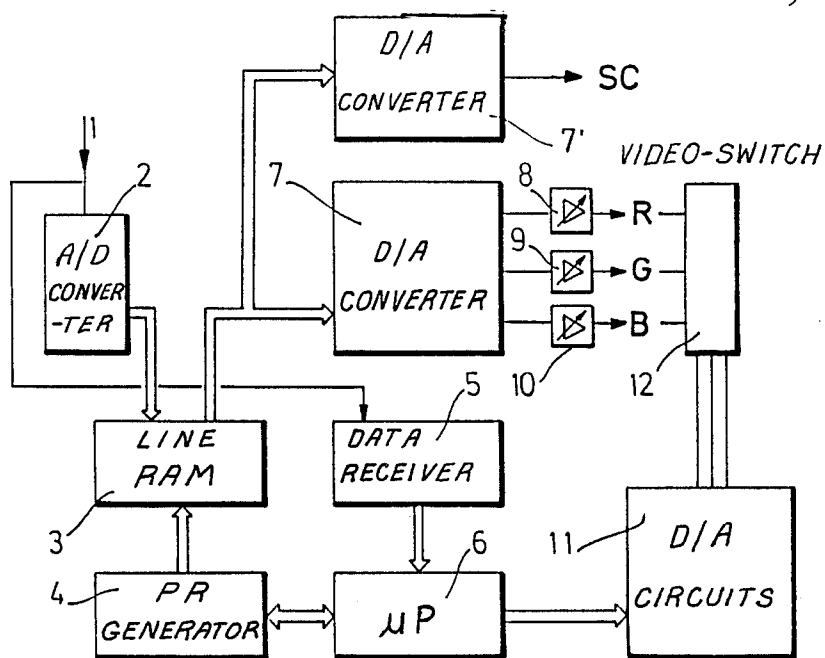 D/A
CONVERTER
7'
SC
1
2
A/D
CONVER
-TER
7
D/A
CONVERTER
8
9
10
R
G
B
VIDEO-SWITCH
12
LINE
RAM
3
5
DATA
RECEIVER
4
PR
GENERATOR
6
µP
11
D/A
CIRCUITS